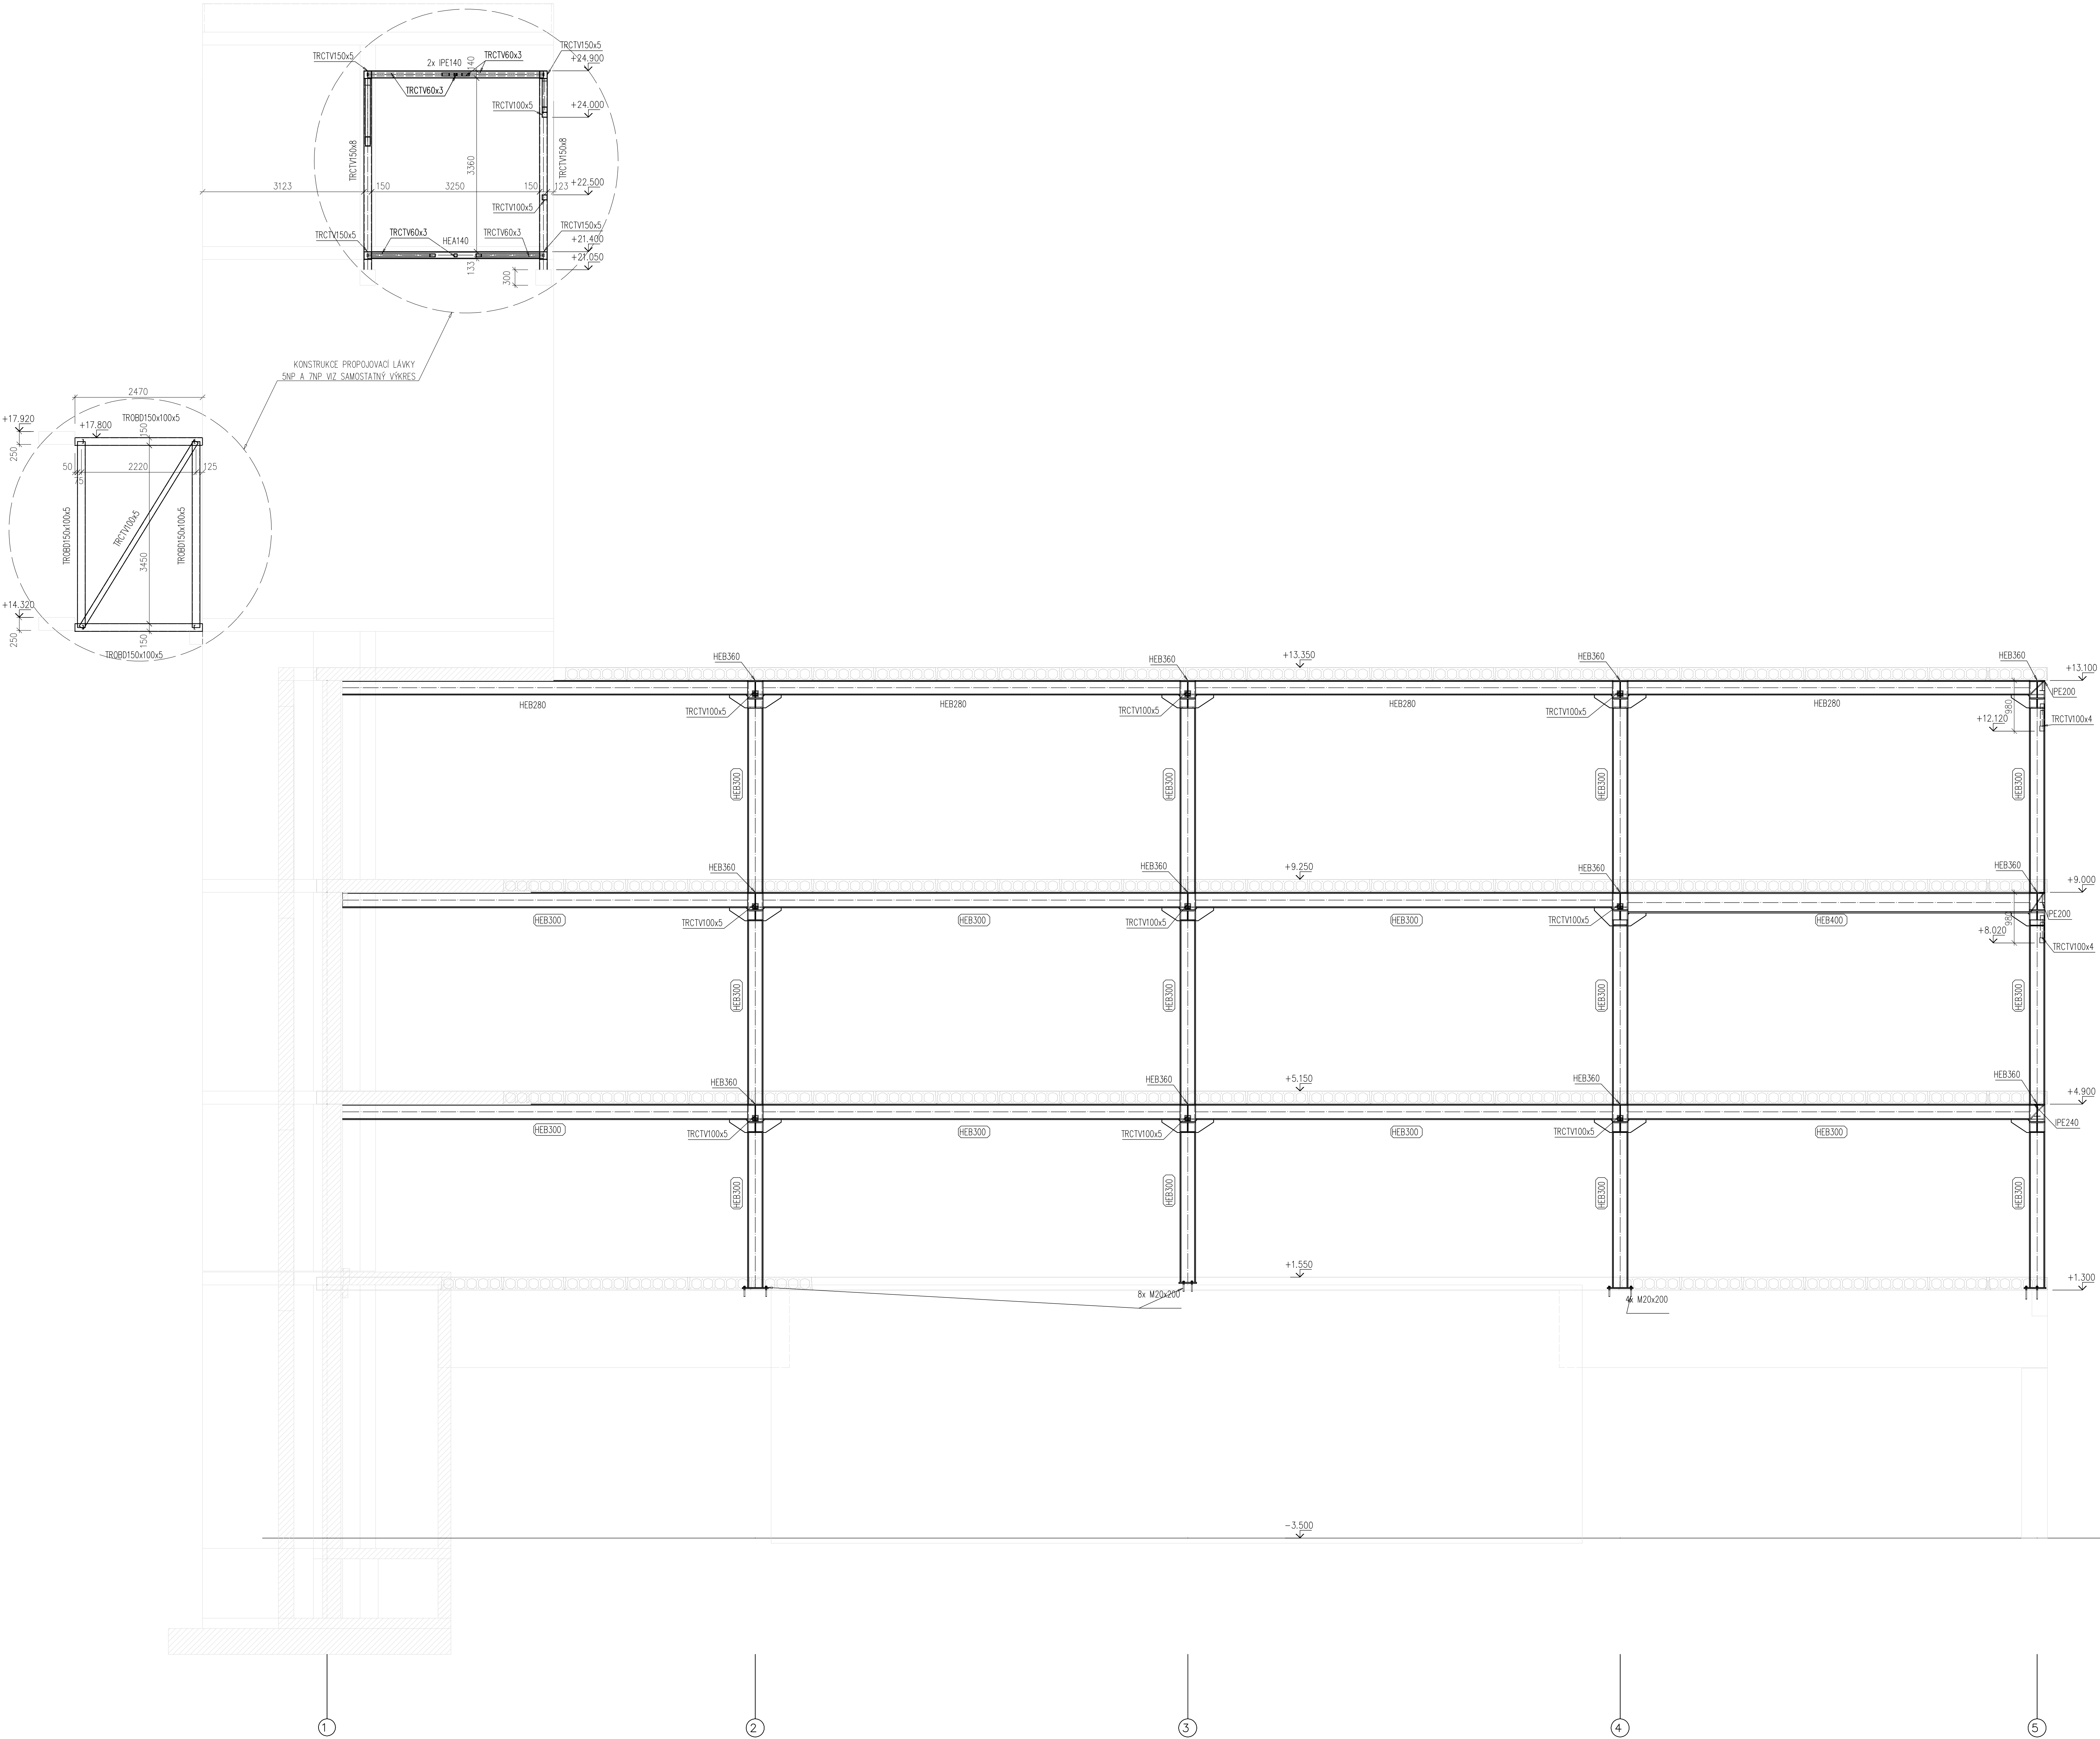 TRCTV150x5
2x IPE140
TRCTV60x3
140
TRCTV150x5
+24.900
TRCTV60x3
TRCTV100x5
+24.000
TRCTV150x8
3360
TRCTV150x8
3123
150
3250
150
123
+22.500
TRCTV100x5
TRCTV150x5
TRCTV60x3
HEA140
TRCTV60x3
TRCTV150x5
+21.400
133
+21.050
300
KONSTRUKCE PROPOJOVACÍ LÁVKY
5NP A 7NP VIZ SAMOSTATNÝ VÝKRES
2470
+17.920
+17.800
TROBD150x100x5
150
250
50
2220
125
75
TROBD150x100x5
TRCTV100x5
TROBD150x100x5
3450
+14.320
250
150
TROBD150x100x5
HEB360
HEB360
+13.350
HEB360
HEB360
+13.100
IPE200
HEB280
TRCTV100x5
HEB280
TRCTV100x5
HEB280
TRCTV100x5
HEB280
980
+12.120
TRCTV100x4
HEB300
HEB300
HEB300
HEB300
HEB360
HEB360
+9.250
HEB360
HEB360
+9.000
IPE200
HEB300
TRCTV100x5
HEB300
TRCTV100x5
HEB300
TRCTV100x5
HEB400
980
+8.020
TRCTV100x4
HEB300
HEB300
HEB300
HEB300
HEB360
HEB360
+5.150
HEB360
HEB360
+4.900
IPE240
HEB300
TRCTV100x5
HEB300
TRCTV100x5
HEB300
TRCTV100x5
HEB300
HEB300
HEB300
HEB300
HEB300
+1.550
+1.300
8x M20x200
4x M20x200
-3.500
1
2
3
4
5